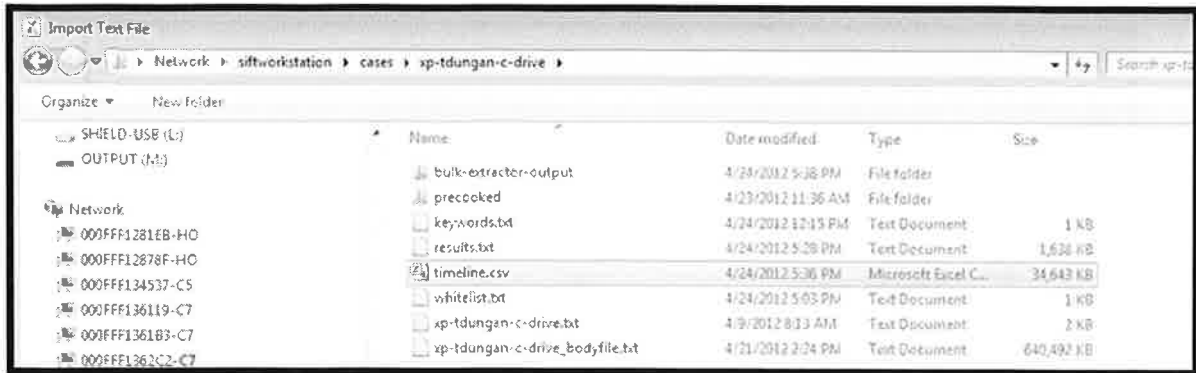 Import Text File
Network ▸ siftworkstation ▸ cases ▸ xp-tdungan-c-drive ▸
Organize ▾ New folder
SHIELD-USB (L:)
OUTPUT (M:)
Network
000FFF1281EB-HO
000FFF12878F-HO
000FFF134537-C5
000FFF136119-C7
000FFF1361B3-C7
000FFF1362C2-C7
Name Date modified Type Size
bulk-extractor-output 4/24/2012 5:38 PM File folder
precooked 4/23/2012 11:36 AM File folder
keywords.txt 4/24/2012 12:15 PM Text Document 1 KB
results.txt 4/24/2012 5:28 PM Text Document 1,638 KB
timeline.csv 4/24/2012 5:36 PM Microsoft Excel C... 34,643 KB
whitelist.txt 4/24/2012 5:03 PM Text Document 1 KB
xp-tdungan-c-drive.txt 4/9/2012 8:13 AM Text Document 2 KB
xp-tdungan-c-drive_bodyfile.txt 4/21/2012 2:24 PM Text Document 640,492 KB